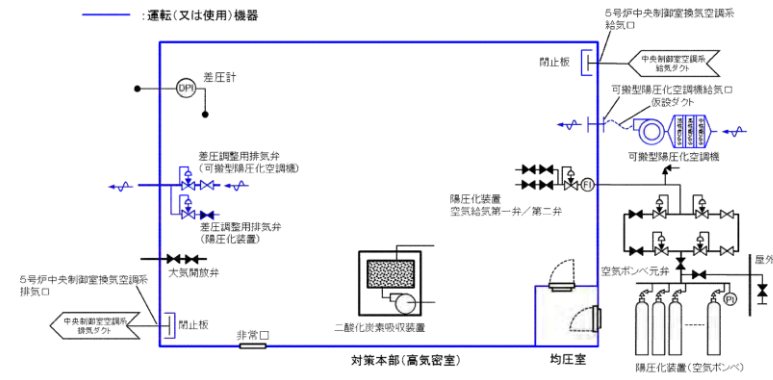 ：運転（又は使用）機器
5号炉中央制御室換気空調系
給気口
閉止板
中央制御室空調系
給気ダクト
差圧計
DPI
可搬型陽圧化空調機給気口
仮設ダクト
可搬型陽圧化空調機
差圧調整用排気弁
（可搬型陽圧化空調機）
陽圧化装置
空気給気第一弁／第二弁
FI
差圧調整用排気弁
（陽圧化装置）
大気開放弁
屋外
空気ボンベ元弁
5号炉中央制御室換気空調系
排気口
PI
中央制御室空調系
排気ダクト
閉止板
非常口
二酸化炭素吸収装置
対策本部（高気密室）
均圧室
陽圧化装置（空気ボンベ）